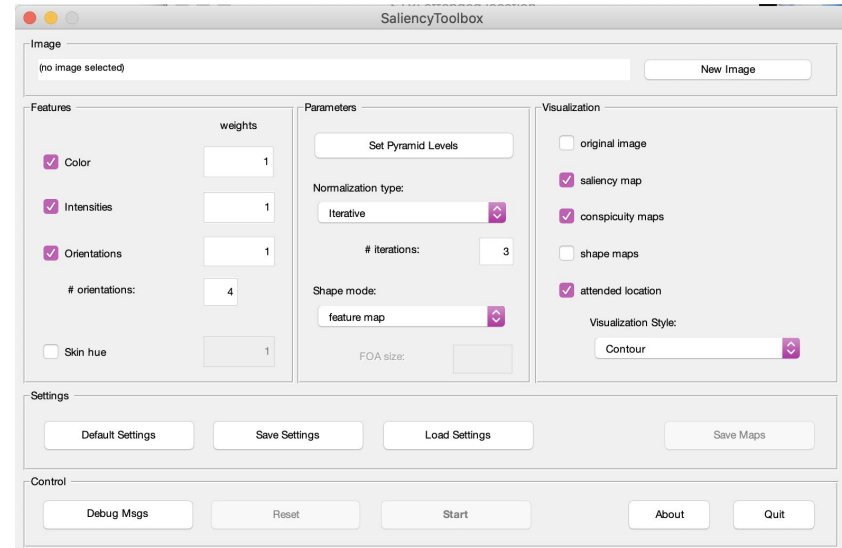 SaliencyToolbox
Image
(no image selected)
New Image
Features
weights
Color
1
Intensities
1
Orientations
1
# orientations:
4
Skin hue
1
Parameters
Set Pyramid Levels
Normalization type:
Iterative
# iterations:
3
Shape mode:
feature map
FOA size:
Visualization
original image
saliency map
conspicuity maps
shape maps
attended location
Visualization Style:
Contour
Settings
Default Settings
Save Settings
Load Settings
Save Maps
Control
Debug Msgs
Reset
Start
About
Quit